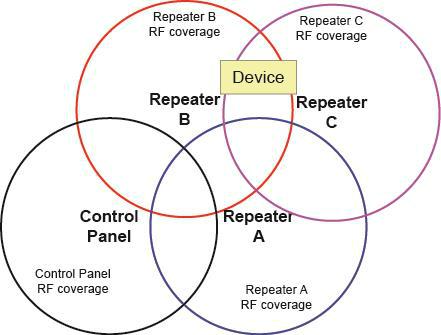 Repeater B
RF coverage
Repeater C
RF coverage
Device
Repeater
B
Repeater
C
Control
Panel
Repeater
A
Control Panel
RF coverage
Repeater A
RF coverage